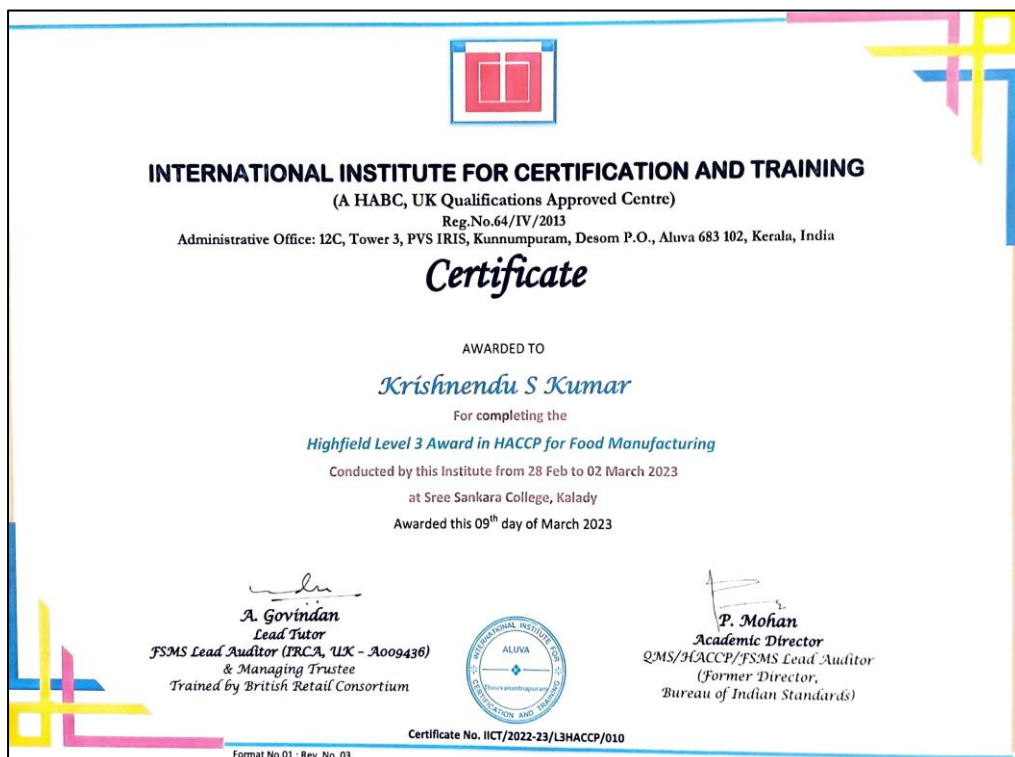 INTERNATIONAL INSTITUTE FOR CERTIFICATION AND TRAINING
(A HABC, UK Qualifications Approved Centre)
Reg.No.64/IV/2013
Administrative Office: 12C, Tower 3, PVS IRIS, Kunnumpuram, Desom P.O., Aluva 683 102, Kerala, India
Certificate
AWARDED TO
Krishnendu S Kumar
For completing the
Highfield Level 3 Award in HACCP for Food Manufacturing
Conducted by this Institute from 28 Feb to 02 March 2023
at Sree Sankara College, Kalady
Awarded this 09th day of March 2023
A. Govindan
Lead Tutor
FSMS Lead Auditor (IRCA, UK - A009436)
& Managing Trustee
Trained by British Retail Consortium
INTERNATIONAL INSTITUTE FOR
ALUVA
Thiruvananthapuram
CERTIFICATION AND TRAINING
P. Mohan
Academic Director
QMS/HACCP/FSMS Lead Auditor
(Former Director,
Bureau of Indian Standards)
Certificate No. IICT/2022-23/L3HACCP/010
Format No 01 : Rev. No. 03